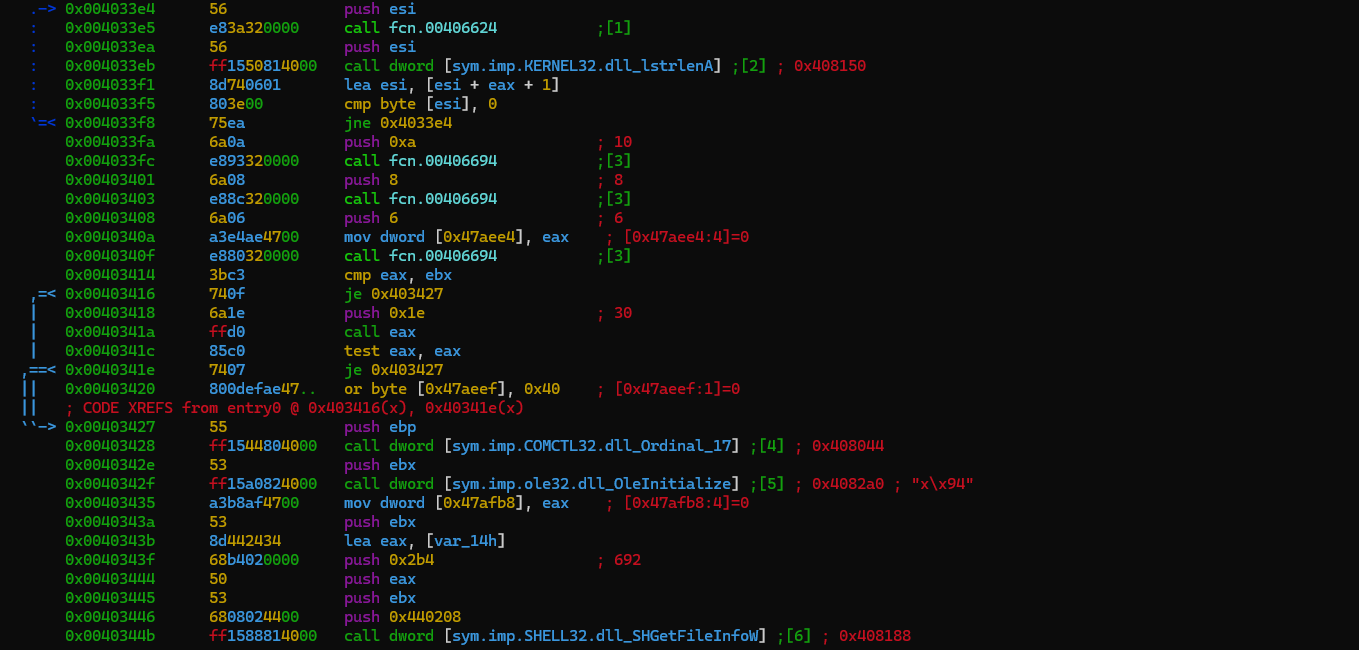 .-> 0x004033e4      56             push esi
:   0x004033e5      e83a320000     call fcn.00406624           ;[1]
:   0x004033ea      56             push esi
:   0x004033eb      ff1550814000   call dword [sym.imp.KERNEL32.dll_lstrlenA] ;[2] ; 0x408150
:   0x004033f1      8d740601       lea esi, [esi + eax + 1]
:   0x004033f5      803e00         cmp byte [esi], 0
`=< 0x004033f8      75ea           jne 0x4033e4
    0x004033fa      6a0a           push 0xa                    ; 10
    0x004033fc      e893320000     call fcn.00406694           ;[3]
    0x00403401      6a08           push 8                      ; 8
    0x00403403      e88c320000     call fcn.00406694           ;[3]
    0x00403408      6a06           push 6                      ; 6
    0x0040340a      a3e4ae4700     mov dword [0x47aee4], eax    ; [0x47aee4:4]=0
    0x0040340f      e880320000     call fcn.00406694           ;[3]
    0x00403414      3bc3           cmp eax, ebx
,=< 0x00403416      740f           je 0x403427
|   0x00403418      6a1e           push 0x1e                   ; 30
|   0x0040341a      ffd0           call eax
|   0x0040341c      85c0           test eax, eax
,==< 0x0040341e      7407           je 0x403427
||  0x00403420      800defae47..   or byte [0x47aeef], 0x40    ; [0x47aeef:1]=0
||  ; CODE XREFS from entry0 @ 0x403416(x), 0x40341e(x)
``-> 0x00403427      55             push ebp
    0x00403428      ff1544804000   call dword [sym.imp.COMCTL32.dll_Ordinal_17] ;[4] ; 0x408044
    0x0040342e      53             push ebx
    0x0040342f      ff15a0824000   call dword [sym.imp.ole32.dll_OleInitialize] ;[5] ; 0x4082a0 ; "x\x94"
    0x00403435      a3b8af4700     mov dword [0x47afb8], eax    ; [0x47afb8:4]=0
    0x0040343a      53             push ebx
    0x0040343b      8d442434       lea eax, [var_14h]
    0x0040343f      68b4020000     push 0x2b4                  ; 692
    0x00403444      50             push eax
    0x00403445      53             push ebx
    0x00403446      6808024400     push 0x440208
    0x0040344b      ff1588814000   call dword [sym.imp.SHELL32.dll_SHGetFileInfoW] ;[6] ; 0x408188